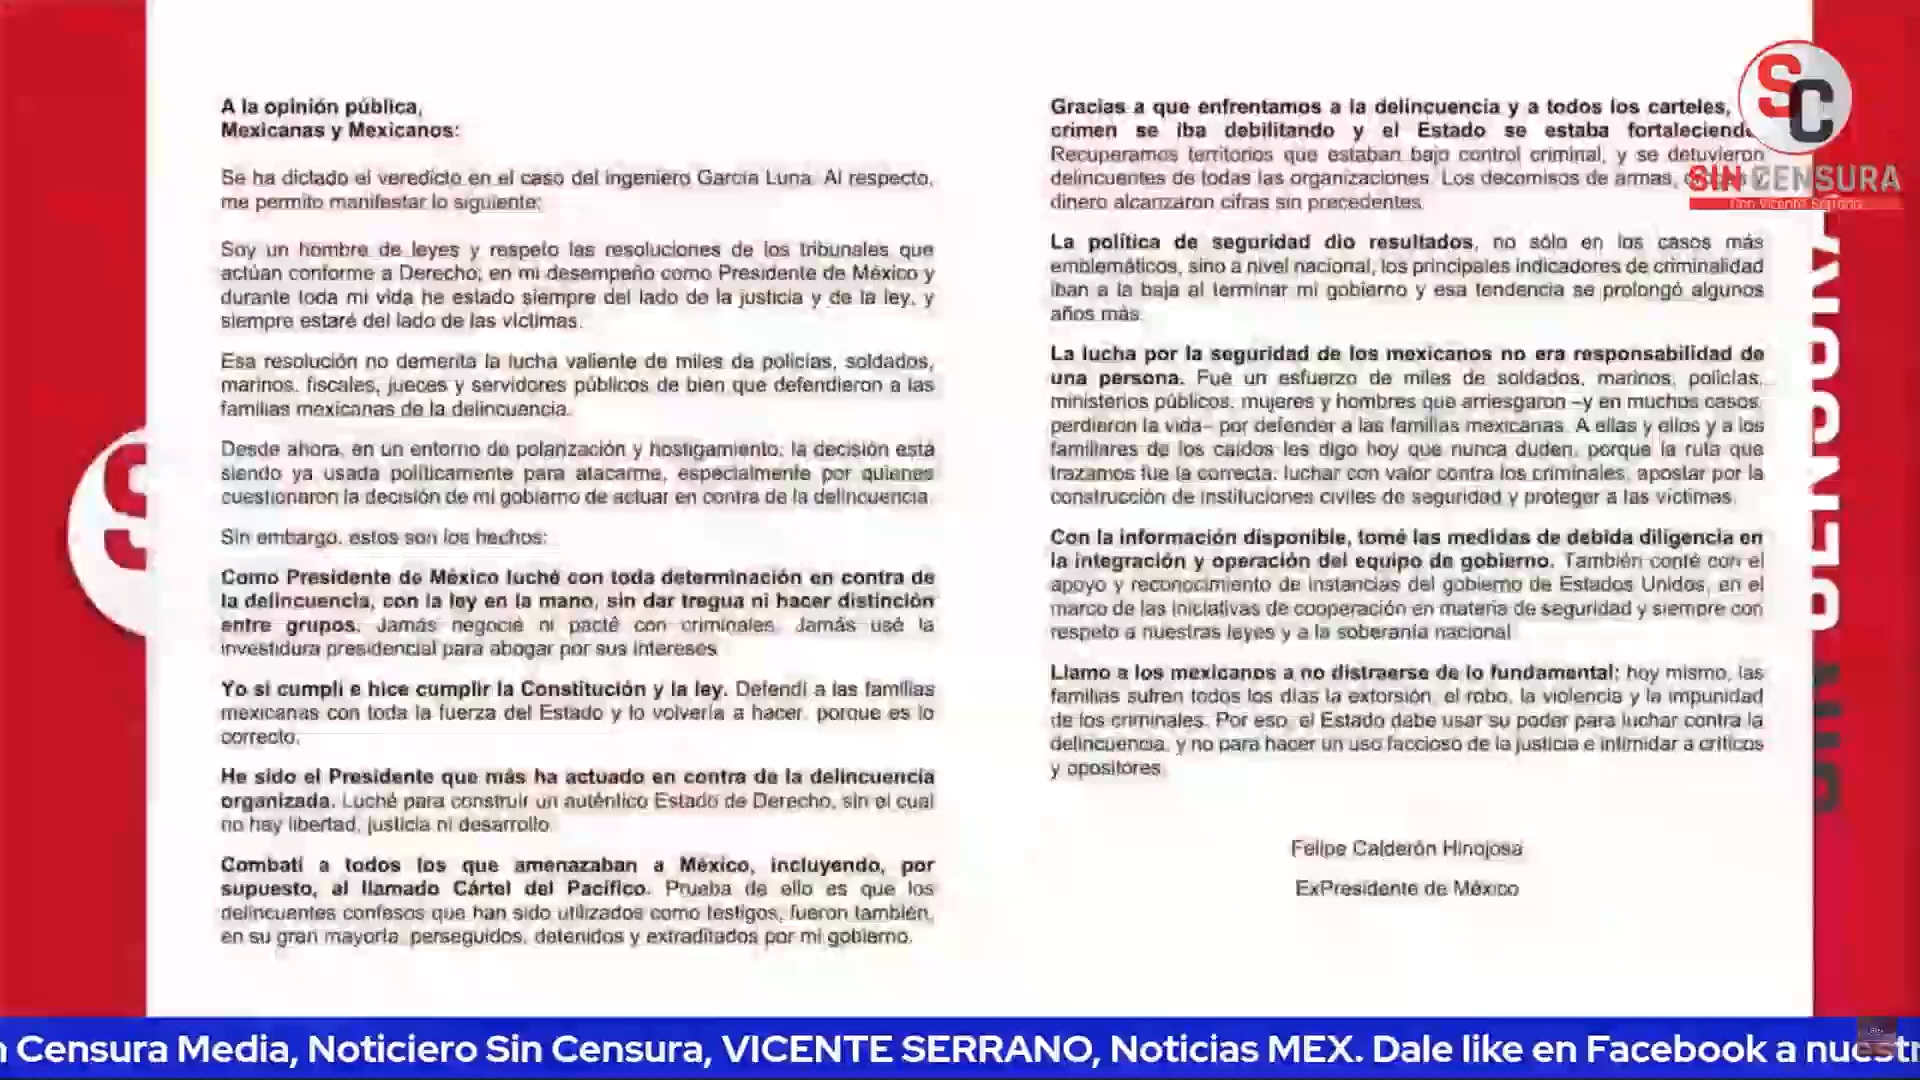 A la opinión pública,
Mexicanas y Mexicanos:
Se ha dictado el veredicto en el caso del ingeniero García Luna. Al respecto,
me permito manifestar lo siguiente:
Soy un hombre de leyes y respeto las resoluciones de los tribunales que
actúan conforme a Derecho; en mi desempeño como Presidente de México y
durante toda mi vida he estado siempre del lado de la justicia y de la ley, y
siempre estaré del lado de las víctimas.
Esa resolución no demerita la lucha valiente de miles de policías, soldados,
marinos, fiscales, jueces y servidores públicos de bien que defendieron a las
familias mexicanas de la delincuencia.
Desde ahora, en un entorno de polarización y hostigamiento, la decisión está
siendo ya usada políticamente para atacarme, especialmente por quienes
cuestionaron la decisión de mi gobierno de actuar en contra de la delincuencia.
Sin embargo, estos son los hechos:
Como Presidente de México luché con toda determinación en contra de
la delincuencia, con la ley en la mano, sin dar tregua ni hacer distinción
entre grupos. Jamás negocié ni pacté con criminales. Jamás usé la
investidura presidencial para abogar por sus intereses.
Yo sí cumplí e hice cumplir la Constitución y la ley. Defendí a las familias
mexicanas con toda la fuerza del Estado y lo volvería a hacer, porque es lo
correcto.
He sido el Presidente que más ha actuado en contra de la delincuencia
organizada. Luché para construir un auténtico Estado de Derecho, sin el cual
no hay libertad, justicia ni desarrollo.
Combatí a todos los que amenazaban a México, incluyendo, por
supuesto, al llamado Cártel del Pacífico. Prueba de ello es que los
delincuentes confesos que han sido utilizados como testigos, fueron también,
en su gran mayoría, perseguidos, detenidos y extraditados por mi gobierno.
Gracias a que enfrentamos a la delincuencia y a todos los carteles,
crimen se iba debilitando y el Estado se estaba fortaleciendo.
Recuperamos territorios que estaban bajo control criminal, y se detuvieron
delincuentes de todas las organizaciones. Los decomisos de armas,
dinero alcanzaron cifras sin precedentes.
La política de seguridad dio resultados, no sólo en los casos más
emblemáticos, sino a nivel nacional, los principales indicadores de criminalidad
iban a la baja al terminar mi gobierno y esa tendencia se prolongó algunos
años más.
La lucha por la seguridad de los mexicanos no era responsabilidad de
una persona. Fue un esfuerzo de miles de soldados, marinos, policías,
ministerios públicos, mujeres y hombres que arriesgaron –y en muchos casos,
perdieron la vida– por defender a las familias mexicanas. A ellas y ellos y a los
familiares de los caídos les digo hoy que nunca duden, porque la ruta que
trazamos fue la correcta: luchar con valor contra los criminales, apostar por la
construcción de instituciones civiles de seguridad y proteger a las víctimas.
Con la información disponible, tomé las medidas de debida diligencia en
la integración y operación del equipo de gobierno. También conté con el
apoyo y reconocimiento de instancias del gobierno de Estados Unidos, en el
marco de las iniciativas de cooperación en materia de seguridad y siempre con
respeto a nuestras leyes y a la soberanía nacional.
Llamo a los mexicanos a no distraerse de lo fundamental: hoy mismo, las
familias sufren todos los días la extorsión, el robo, la violencia y la impunidad
de los criminales. Por eso, el Estado debe usar su poder para luchar contra la
delincuencia, y no para hacer un uso faccioso de la justicia e intimidar a críticos
y opositores.
Felipe Calderón Hinojosa
ExPresidente de México
SC
SIN CENSURA
Con Vicente Serrano
n Censura Media, Noticiero Sin Censura, VICENTE SERRANO, Noticias MEX. Dale like en Facebook a nuestr